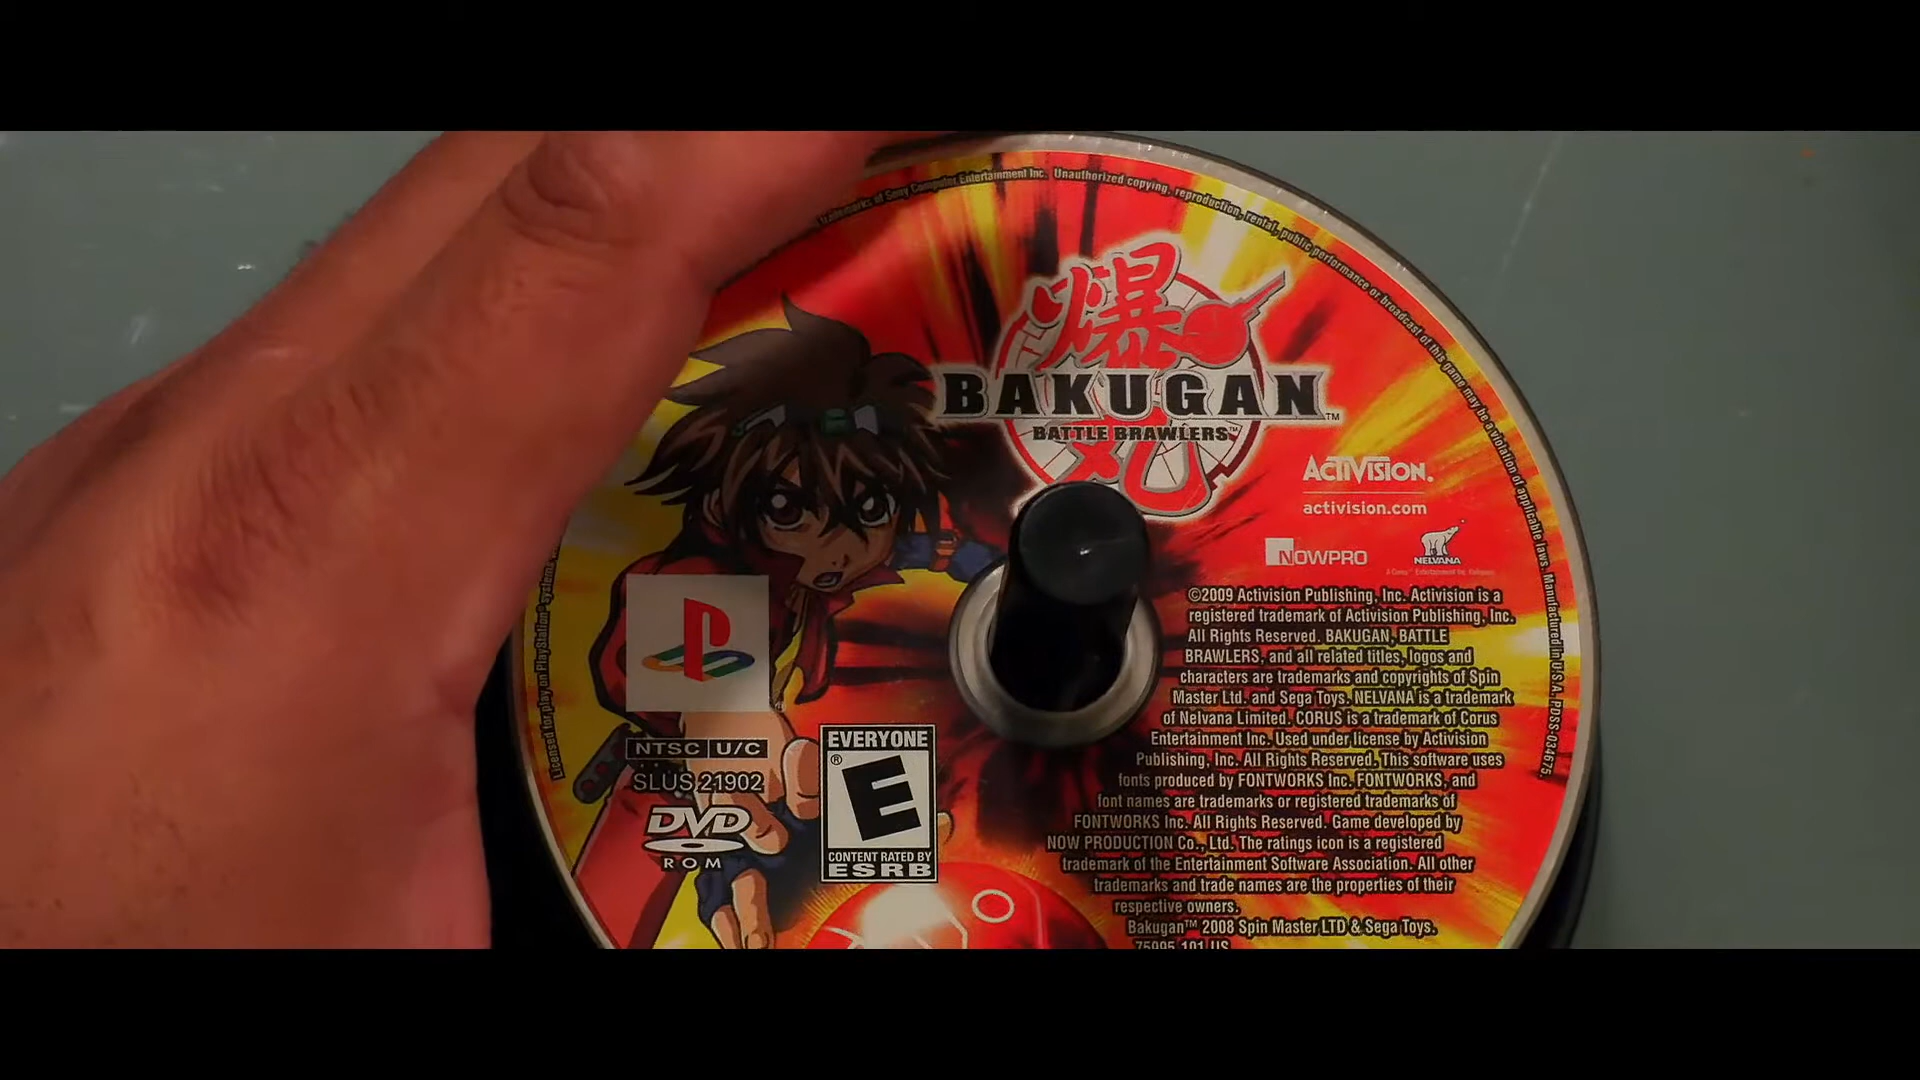 trademarks of Sony Computer Entertainment Inc. Unauthorized copying, reproduction, rental, public performance or broadcast of this game may be a violation of applicable laws. Manufactured in U.S.A. PDSS-034675
爆
丸
BAKUGAN™
BATTLE BRAWLERS™
ACTIVISION.
activision.com
NOWPRO
NELVANA
©2009 Activision Publishing, Inc. Activision is a
registered trademark of Activision Publishing, Inc.
All Rights Reserved. BAKUGAN, BATTLE
BRAWLERS, and all related titles, logos and
characters are trademarks and copyrights of Spin
Master Ltd. and Sega Toys. NELVANA is a trademark
of Nelvana Limited. CORUS is a trademark of Corus
Entertainment Inc. Used under license by Activision
Publishing, Inc. All Rights Reserved. This software uses
fonts produced by FONTWORKS Inc. FONTWORKS, and
font names are trademarks or registered trademarks of
FONTWORKS Inc. All Rights Reserved. Game developed by
NOW PRODUCTION Co., Ltd. The ratings icon is a registered
trademark of the Entertainment Software Association. All other
trademarks and trade names are the properties of their
respective owners.
Bakugan™ 2008 Spin Master LTD & Sega Toys.
75995.101.US
NTSC U/C
SLUS 21902
DVD
ROM
EVERYONE
E®
CONTENT RATED BY
ESRB
Licensed for play on PlayStation® systems